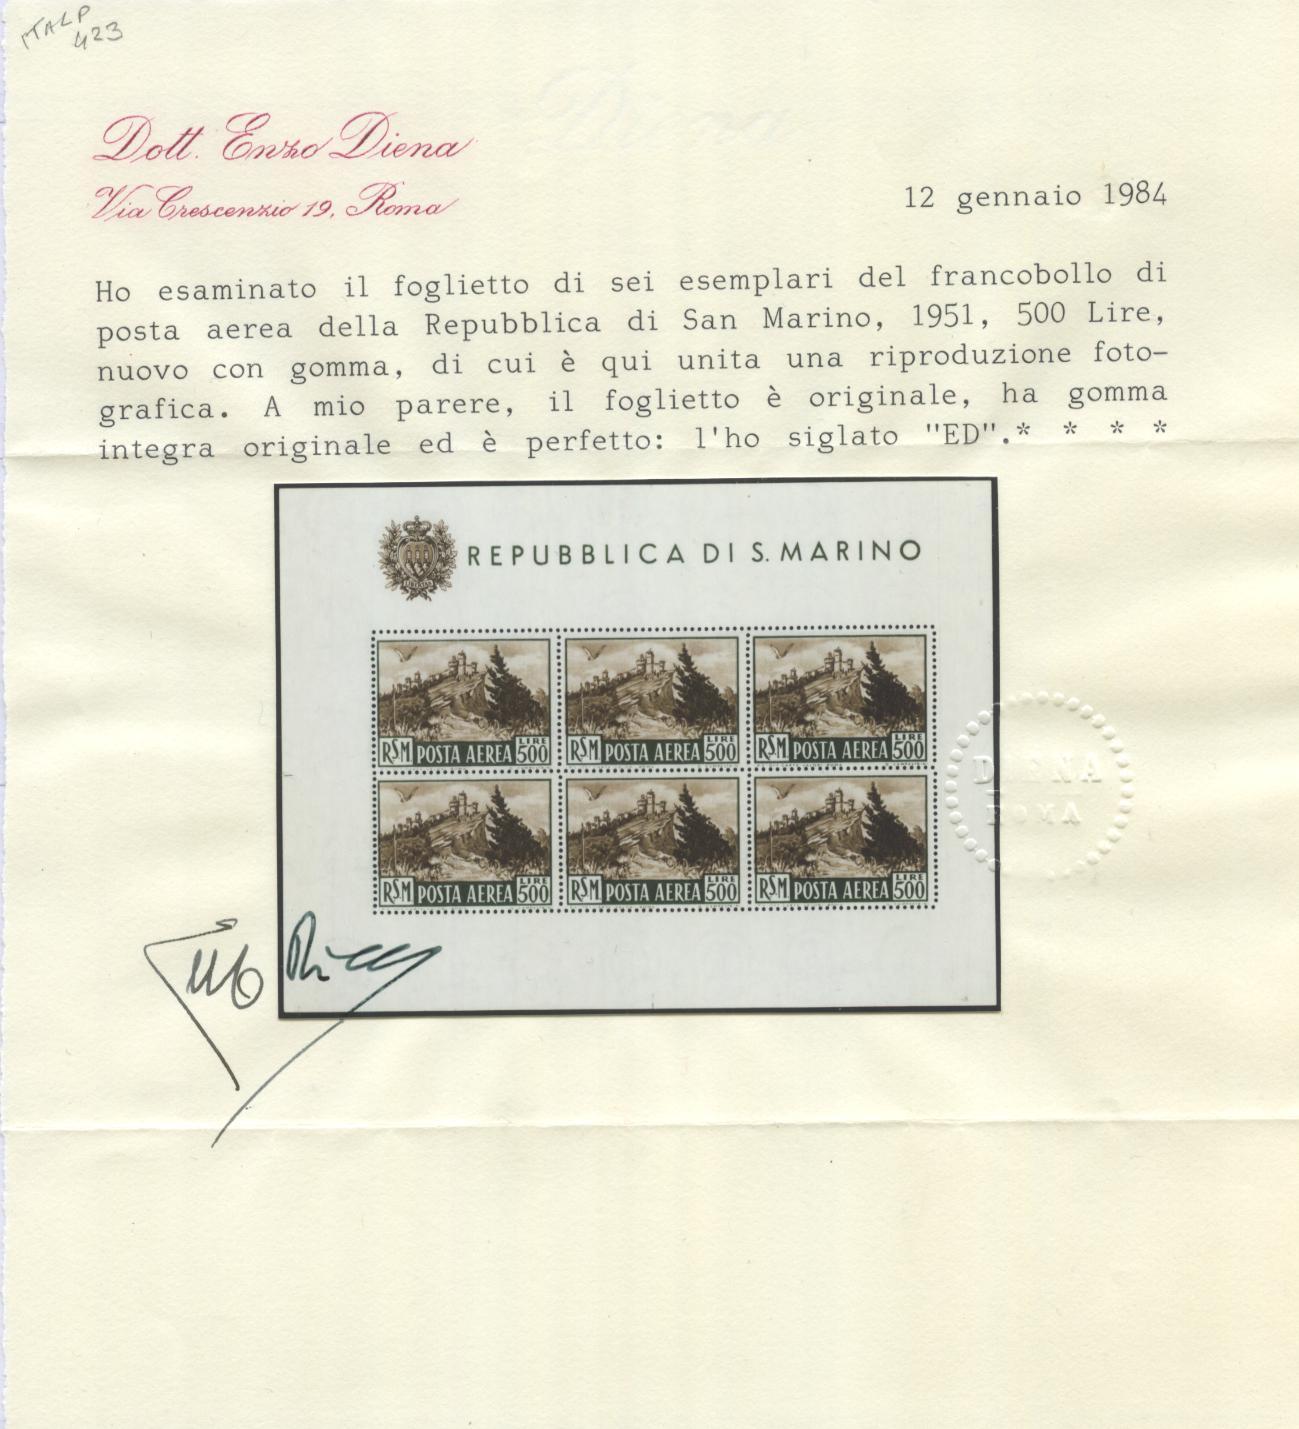 ITALP
423
Dott. Enzo Diena
Via Crescenzio 19, Roma
12 gennaio 1984
Ho esaminato il foglietto di sei esemplari del francobollo di
posta aerea della Repubblica di San Marino, 1951, 500 Lire,
nuovo con gomma, di cui è qui unita una riproduzione foto-
grafica. A mio parere, il foglietto è originale, ha gomma
integra originale ed è perfetto: l'ho siglato "ED".* * * *
REPUBBLICA DI S. MARINO
RSM POSTA AEREA LIRE 500
RSM POSTA AEREA LIRE 500
RSM POSTA AEREA LIRE 500
RSM POSTA AEREA LIRE 500
RSM POSTA AEREA LIRE 500
RSM POSTA AEREA LIRE 500